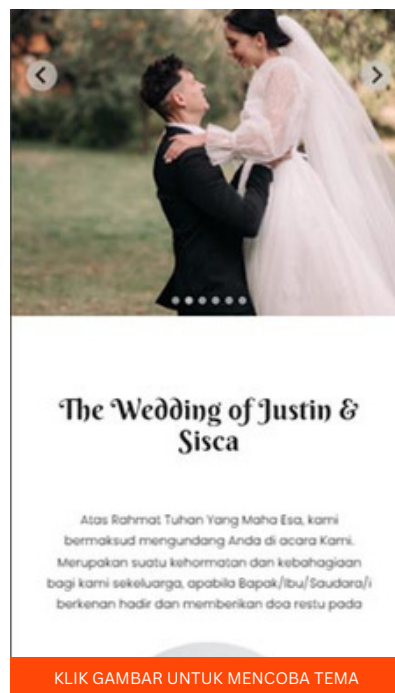 The Wedding of Justin &
Sisca
Atas Rahmat Tuhan Yang Maha Esa, kami
bermaksud mengundang Anda di acara Kami.
Merupakan suatu kehormatan dan kebahagiaan
bagi kami sekeluarga, apabila Bapak/Ibu/Saudara/i
berkenan hadir dan memberikan doa restu pada
KLIK GAMBAR UNTUK MENCOBA TEMA